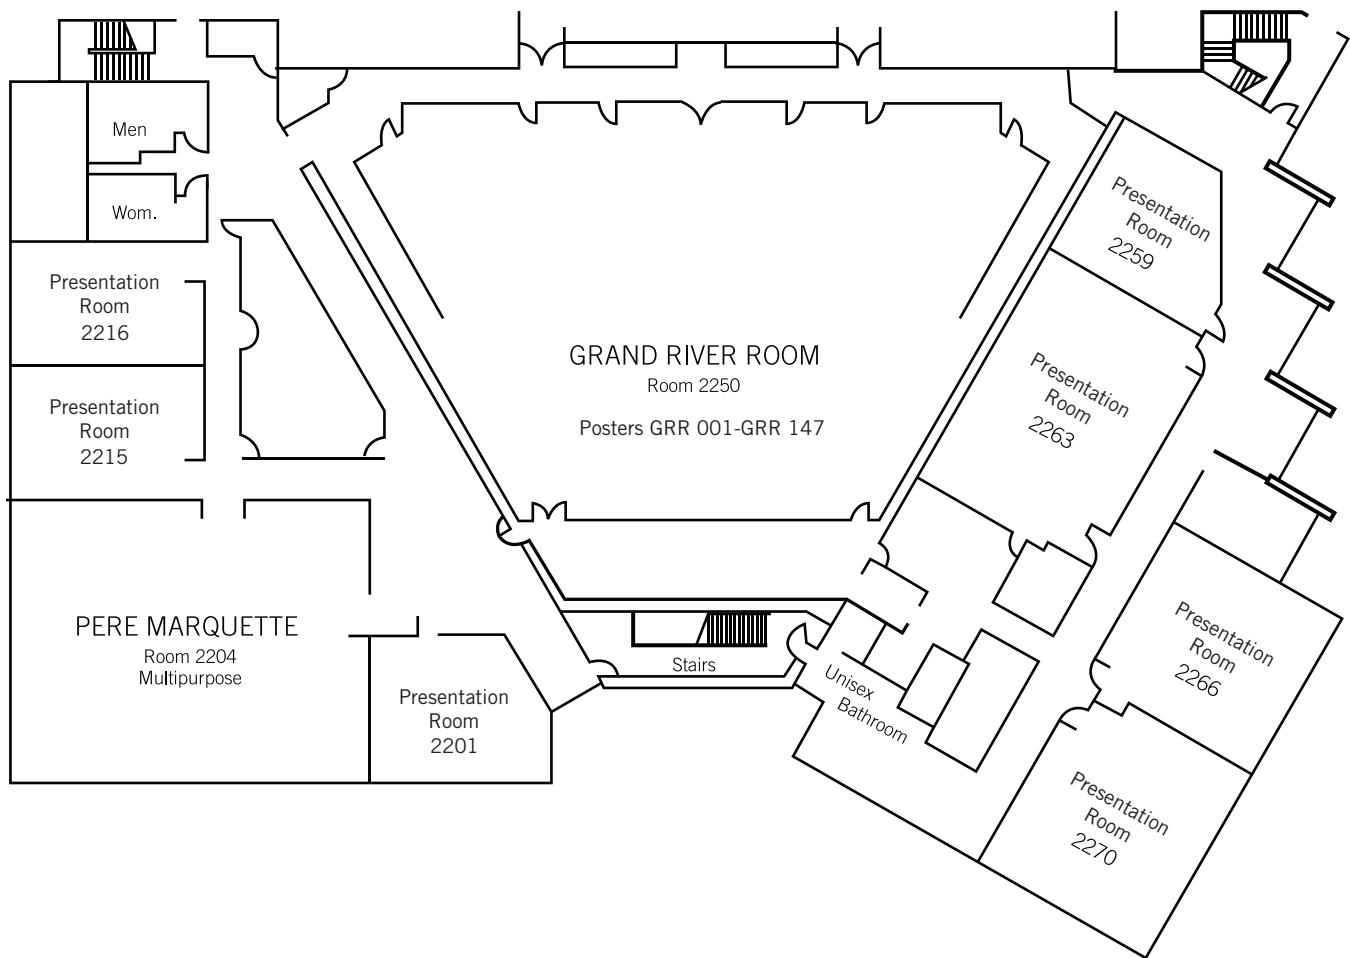 Men
Wom.
Presentation
Room
2216
Presentation
Room
2215
PERE MARQUETTE
Room 2204
Multipurpose
Presentation
Room
2201
GRAND RIVER ROOM
Room 2250
Posters GRR 001-GRR 147
Stairs
Unisex
Bathroom
Presentation
Room
2259
Presentation
Room
2263
Presentation
Room
2266
Presentation
Room
2270